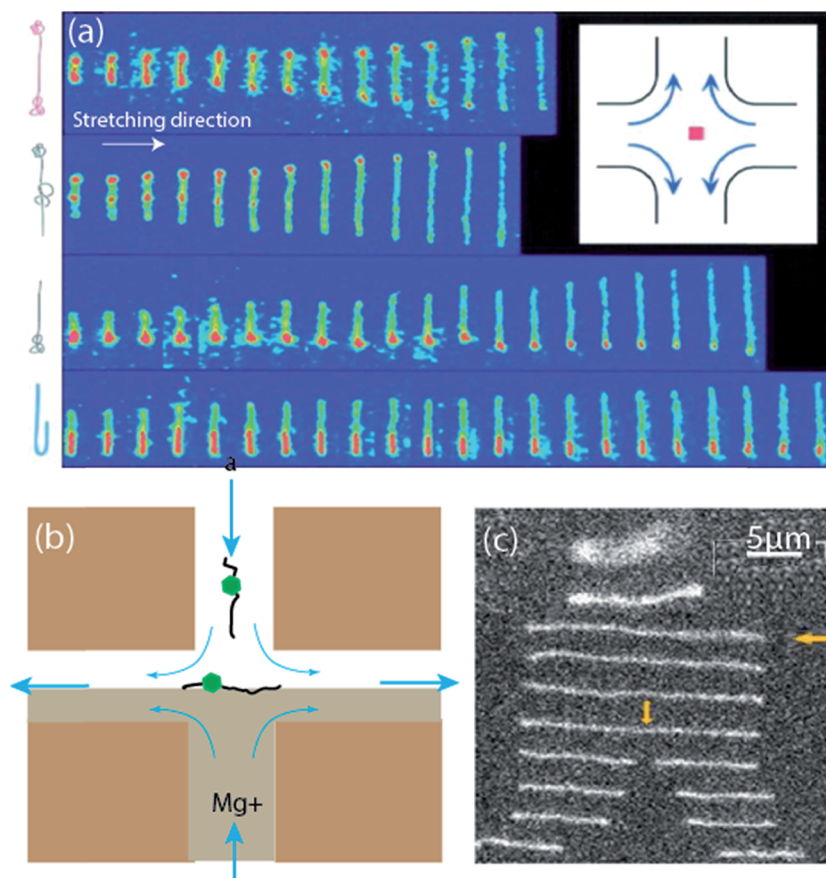 (a)
Stretching direction
a
(b)
(c)
5μm
Mg+